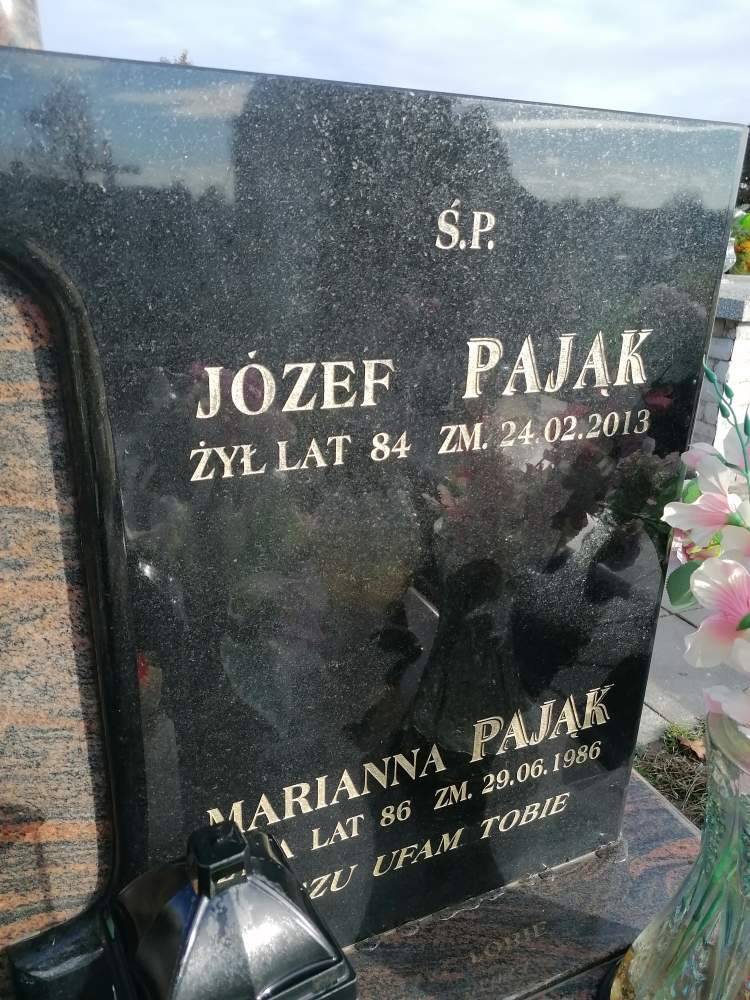 Ś.P.
JÓZEF PAJĄK
ŻYŁ LAT 84 ZM. 24.02.2013
MARIANNA PAJĄK
LAT 86 ZM. 29.06.1986
UFAM TOBIE